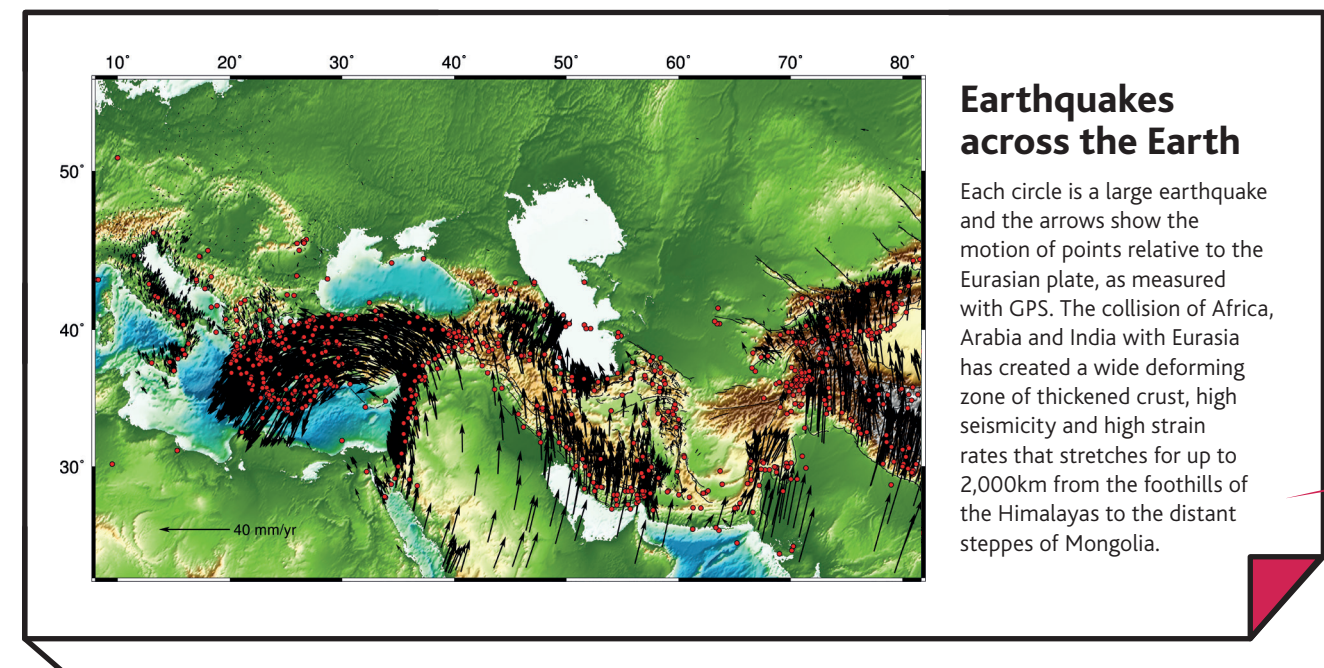 10° 20° 30° 40° 50° 60° 70° 80°
50°
40°
30°
40 mm/yr
Earthquakes
across the Earth
Each circle is a large earthquake
and the arrows show the
motion of points relative to the
Eurasian plate, as measured
with GPS. The collision of Africa,
Arabia and India with Eurasia
has created a wide deforming
zone of thickened crust, high
seismicity and high strain
rates that stretches for up to
2,000km from the foothills of
the Himalayas to the distant
steppes of Mongolia.